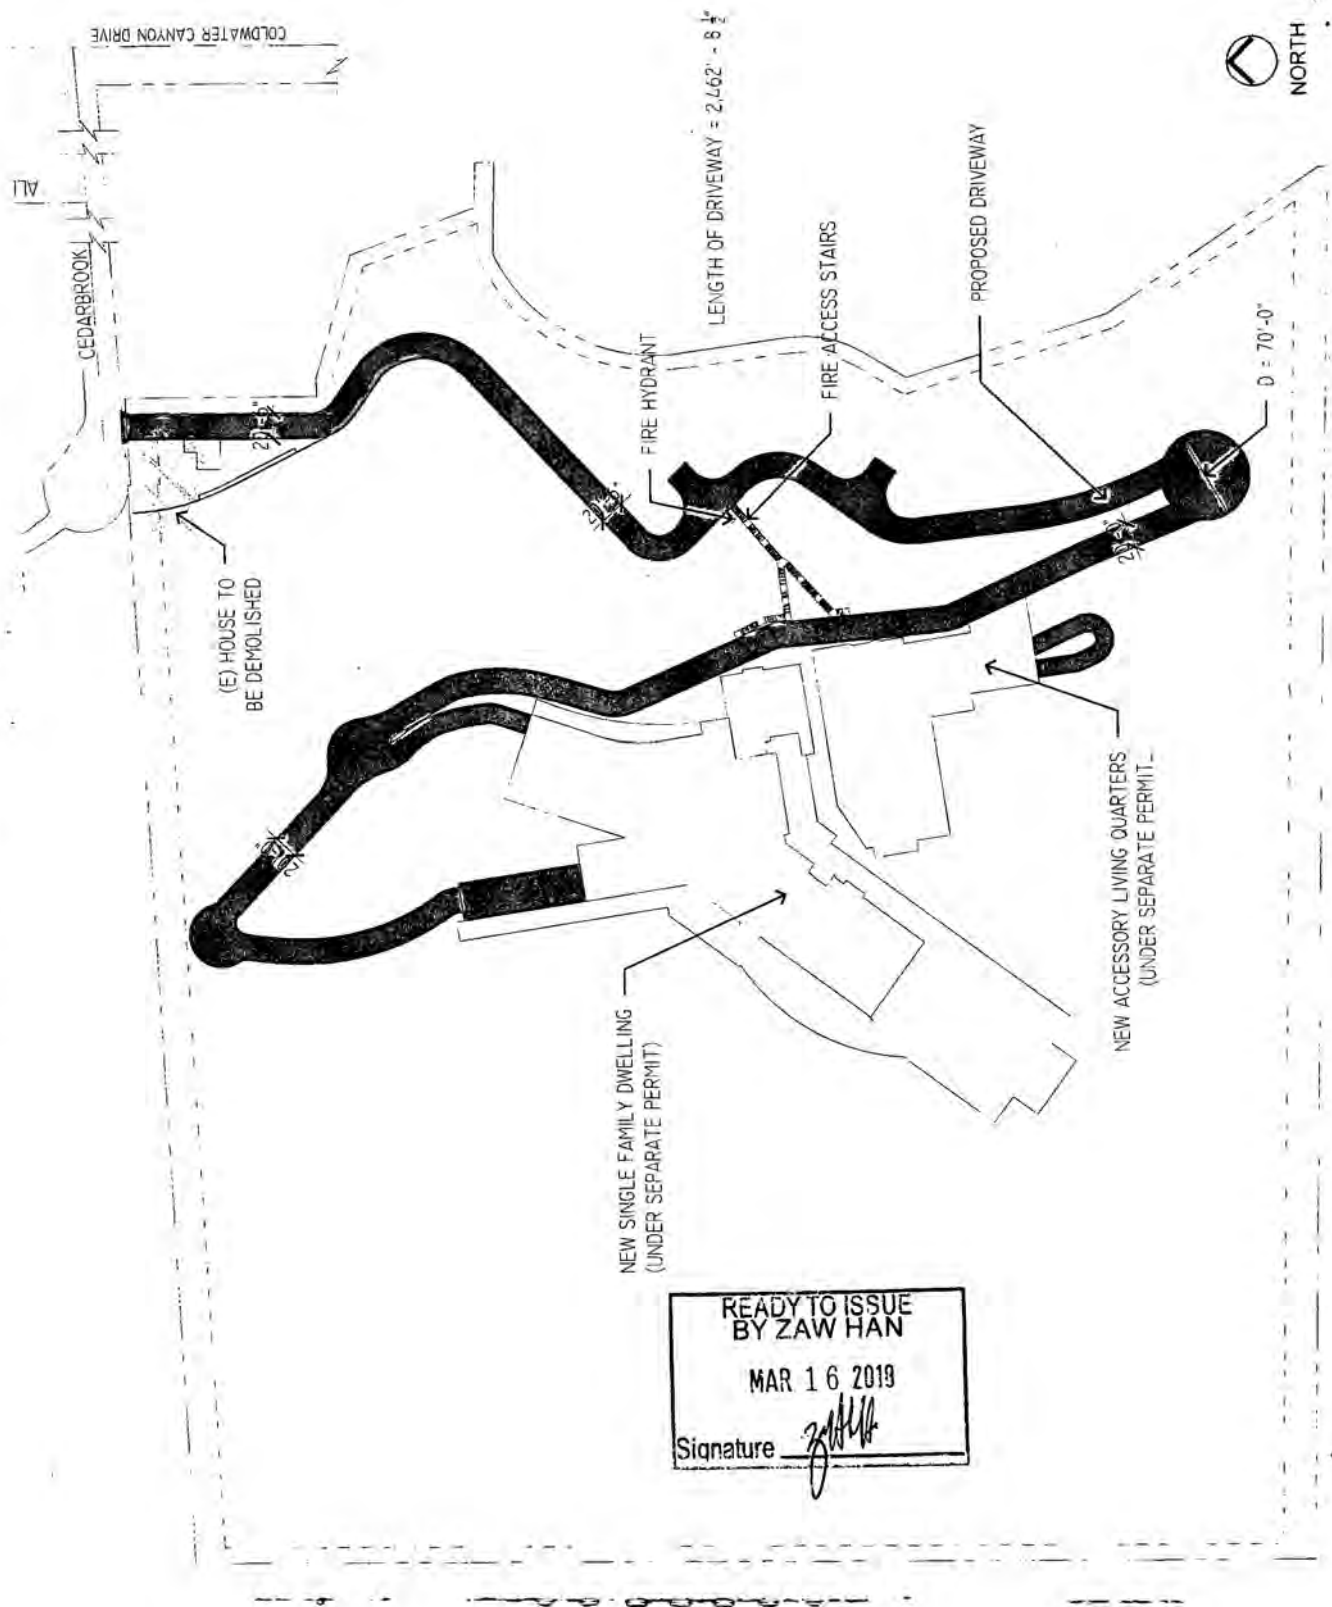 COLDWATER CANYON DRIVE
ALI
CEDARBROOK
NORTH
LENGTH OF DRIVEWAY = 2,462' - 8 1/2"
FIRE HYDRANT
FIRE ACCESS STAIRS
PROPOSED DRIVEWAY
D = 70'-0"
(E) HOUSE TO
BE DEMOLISHED
NEW ACCESSORY LIVING QUARTERS
(UNDER SEPARATE PERMIT
NEW SINGLE FAMILY DWELLING
(UNDER SEPARATE PERMIT)
READY TO ISSUE
BY ZAW HAN
MAR 16 2019
Signature